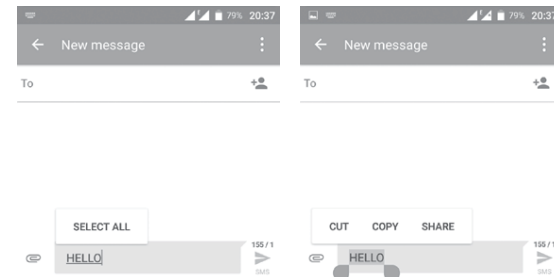 79% 20:37
New message
To
SELECT ALL
HELLO
155 / 1
SMS
79% 20:37
New message
To
CUT COPY SHARE
HELLO
155 / 1
SMS